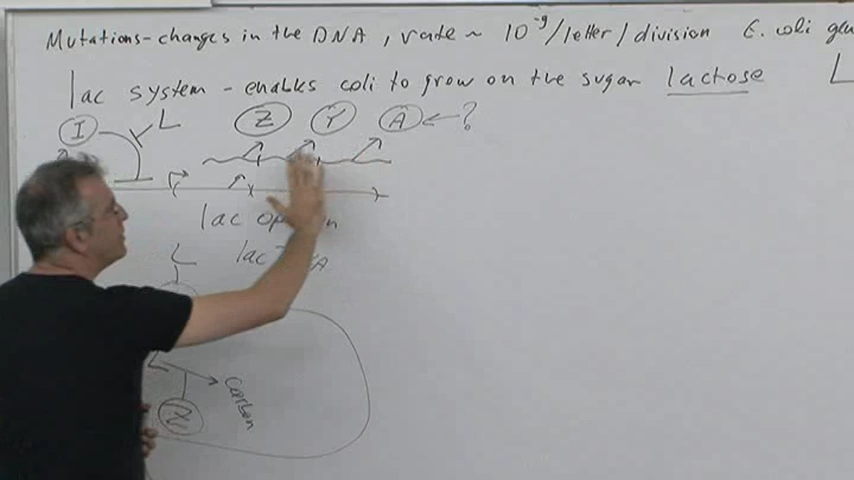 Mutations - changes in the DNA, rate ~ 10⁻⁹/letter/division E. coli
lac system - enables coli to grow on the sugar lactose L
I L Z Y A ?
lac
L lac A
L
Carbon
Z